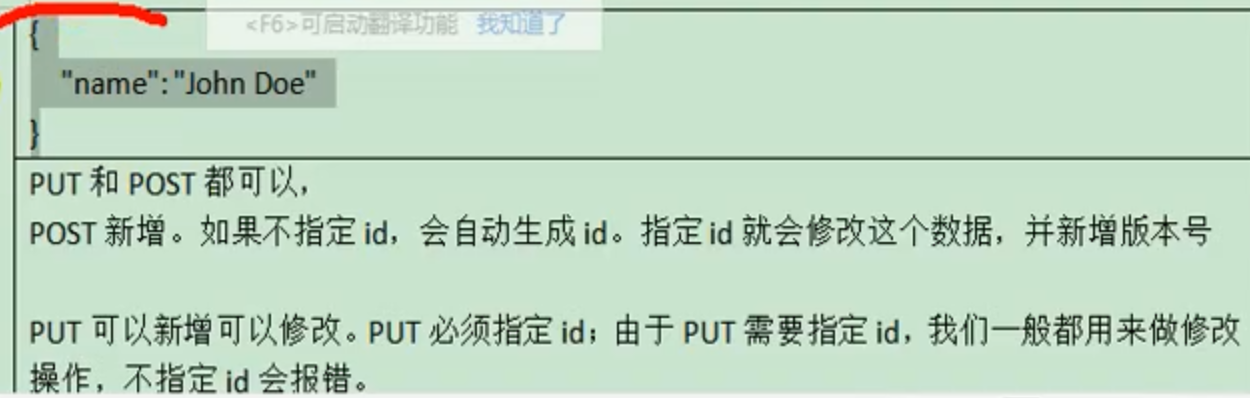 <F6>可启动翻译功能 我知道了
{
"name":"John Doe"
}
PUT 和 POST 都可以，
POST 新增。如果不指定 id，会自动生成 id。指定 id 就会修改这个数据，并新增版本号
PUT 可以新增可以修改。PUT 必须指定 id；由于 PUT 需要指定 id，我们一般都用来做修改
操作，不指定 id 会报错。